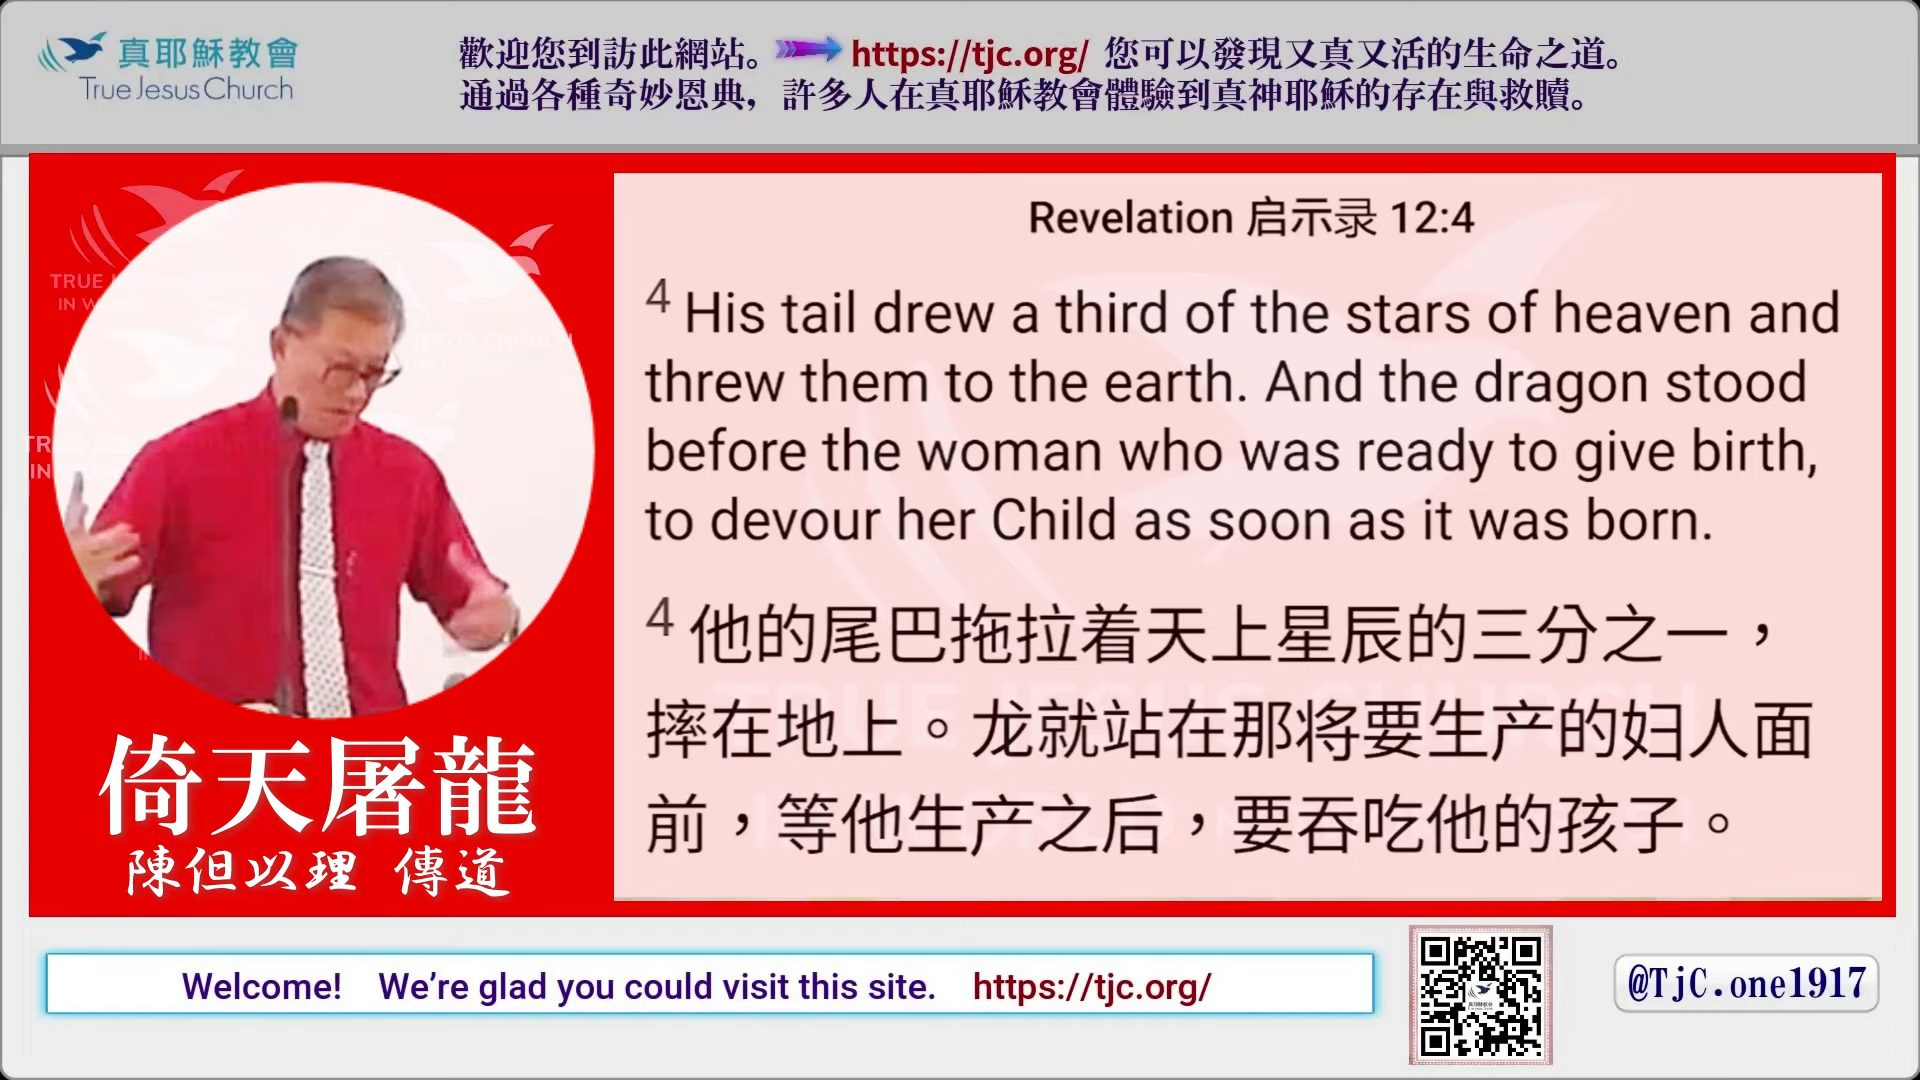 真耶穌教會
True Jesus Church
歡迎您到訪此網站。 https://tjc.org/ 您可以發現又真又活的生命之道。
通過各種奇妙恩典，許多人在真耶穌教會體驗到真神耶穌的存在與救贖。
Revelation 启示录 12:4
4 His tail drew a third of the stars of heaven and
threw them to the earth. And the dragon stood
before the woman who was ready to give birth,
to devour her Child as soon as it was born.
4 他的尾巴拖拉着天上星辰的三分之一，
摔在地上。龙就站在那将要生产的妇人面
前，等他生产之后，要吞吃他的孩子。
倚天屠龍
陳但以理 傳道
Welcome! We’re glad you could visit this site. https://tjc.org/
@TjC.one1917